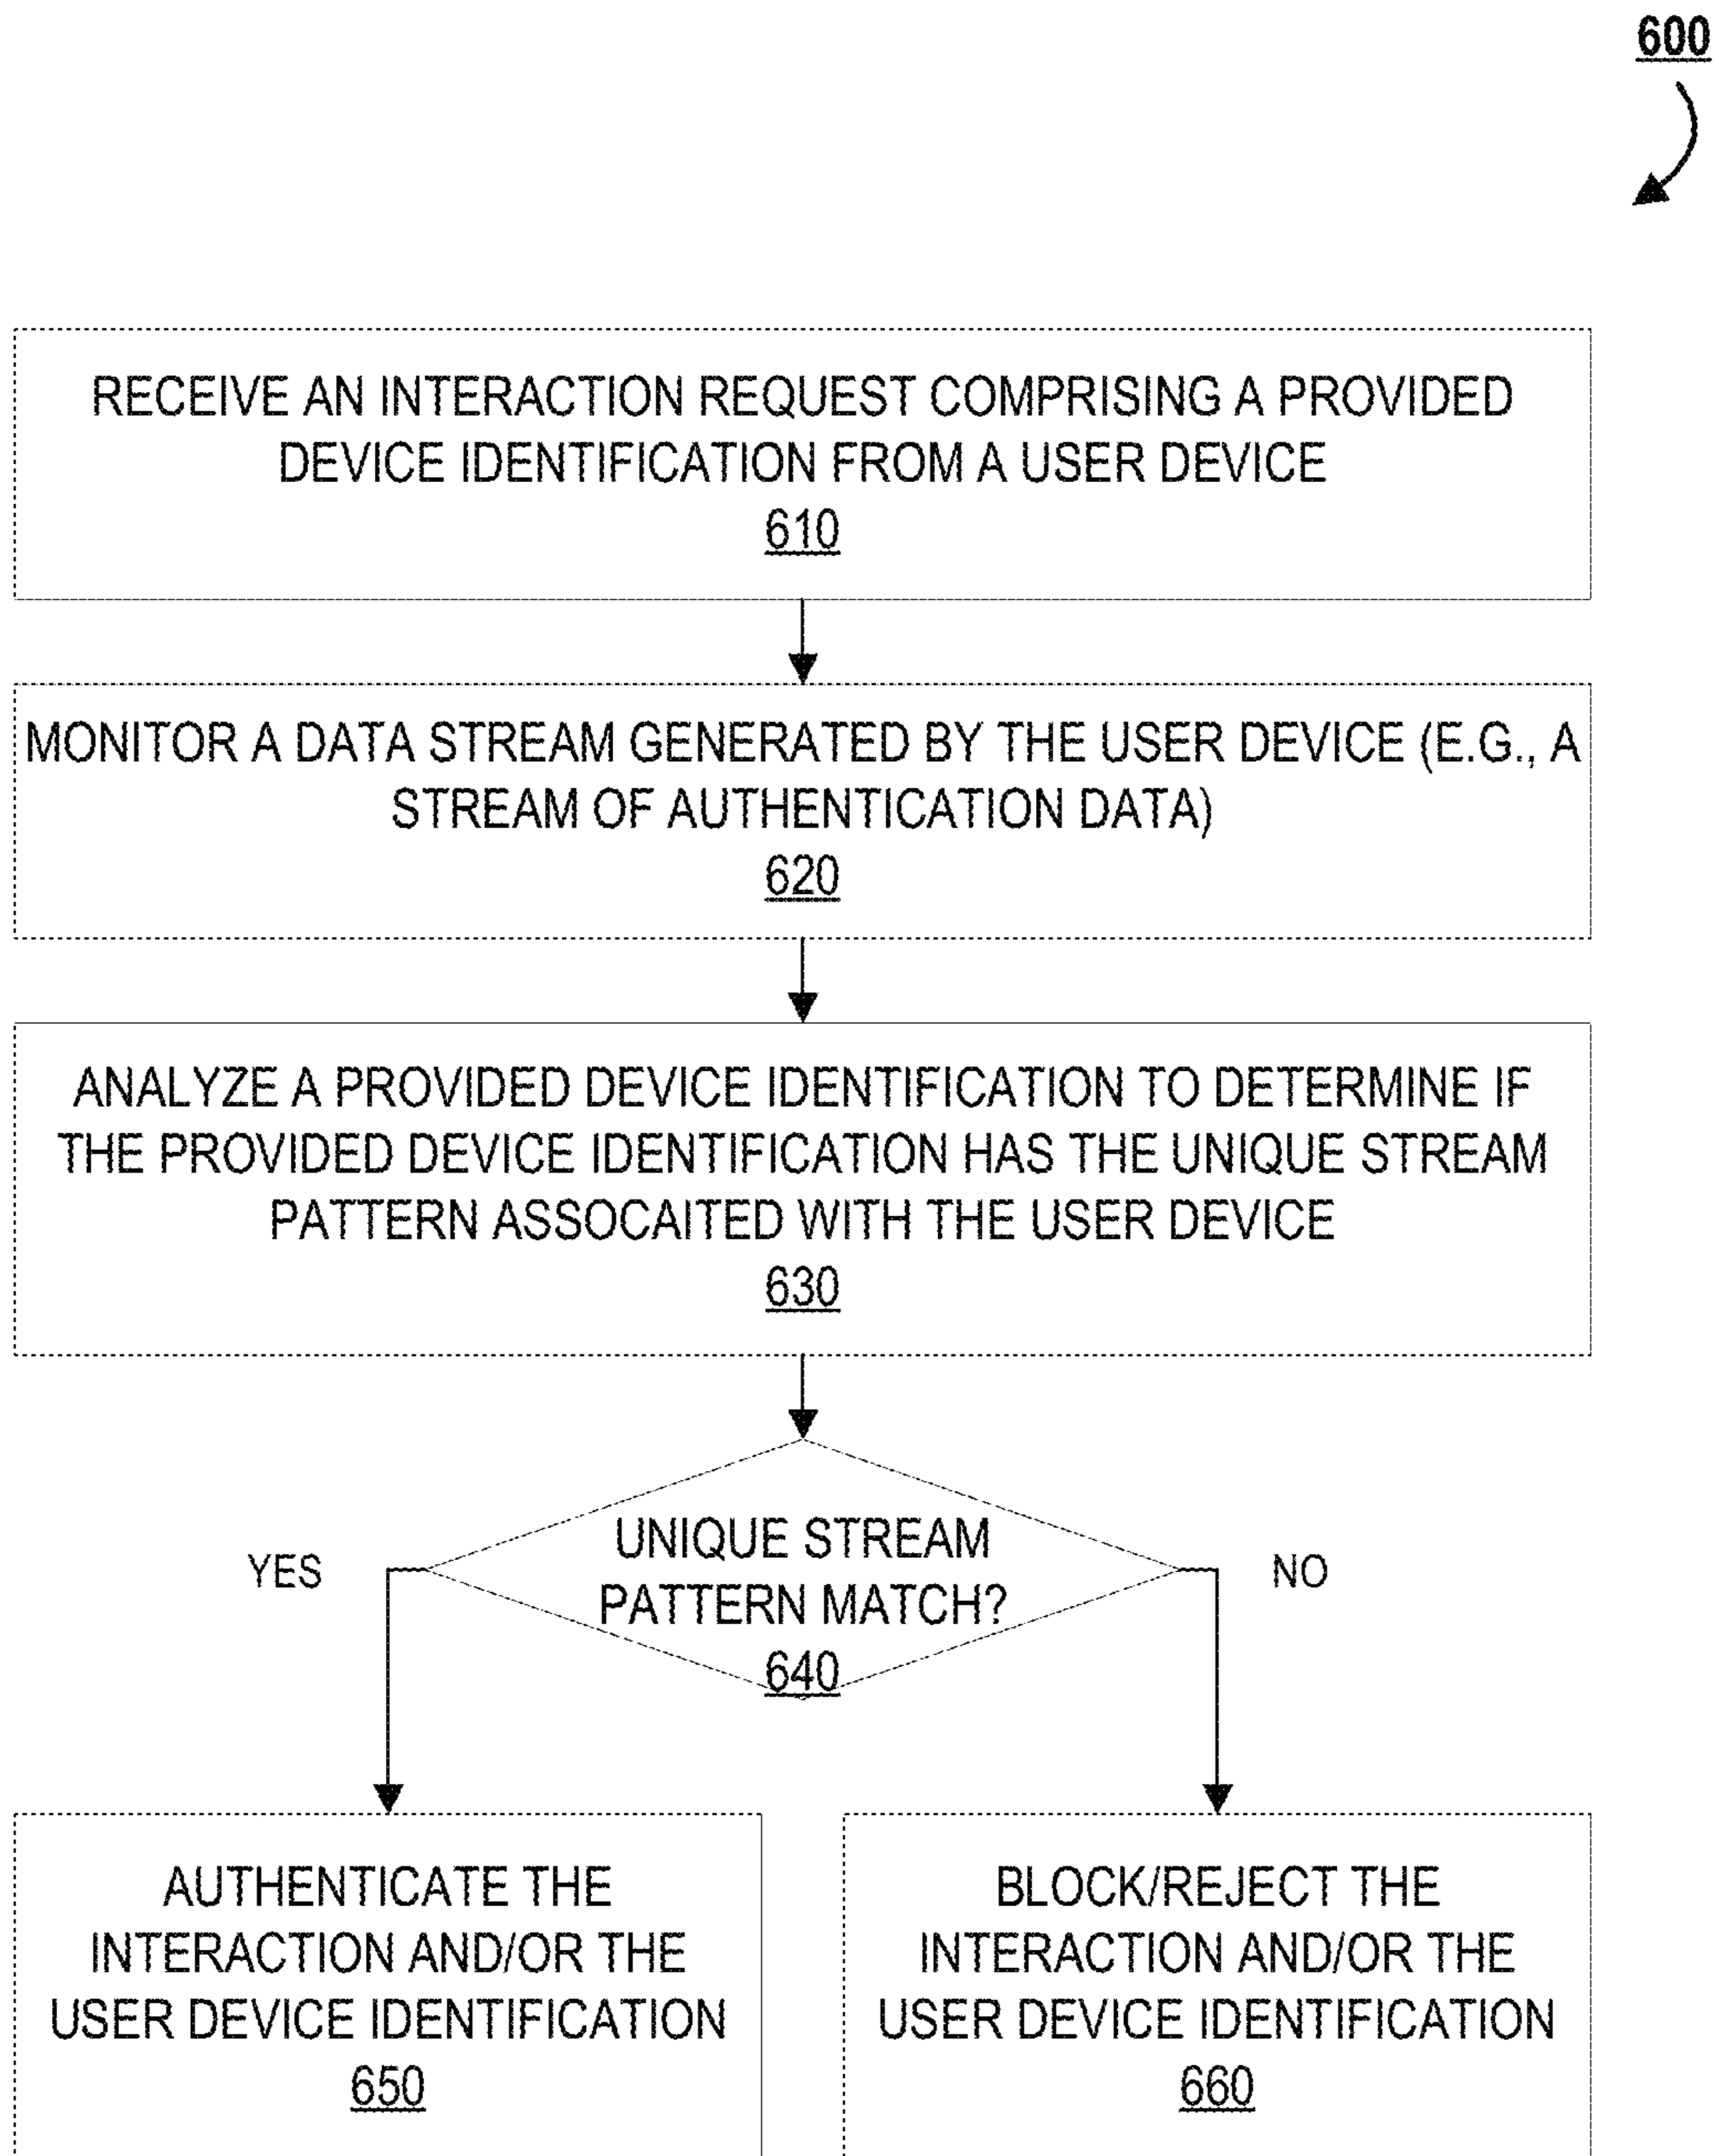 600
RECEIVE AN INTERACTION REQUEST COMPRISING A PROVIDED
DEVICE IDENTIFICATION FROM A USER DEVICE
610
MONITOR A DATA STREAM GENERATED BY THE USER DEVICE (E.G., A
STREAM OF AUTHENTICATION DATA)
620
ANALYZE A PROVIDED DEVICE IDENTIFICATION TO DETERMINE IF
THE PROVIDED DEVICE IDENTIFICATION HAS THE UNIQUE STREAM
PATTERN ASSOCAITED WITH THE USER DEVICE
630
UNIQUE STREAM
PATTERN MATCH?
640
YES
NO
AUTHENTICATE THE
INTERACTION AND/OR THE
USER DEVICE IDENTIFICATION
650
BLOCK/REJECT THE
INTERACTION AND/OR THE
USER DEVICE IDENTIFICATION
660